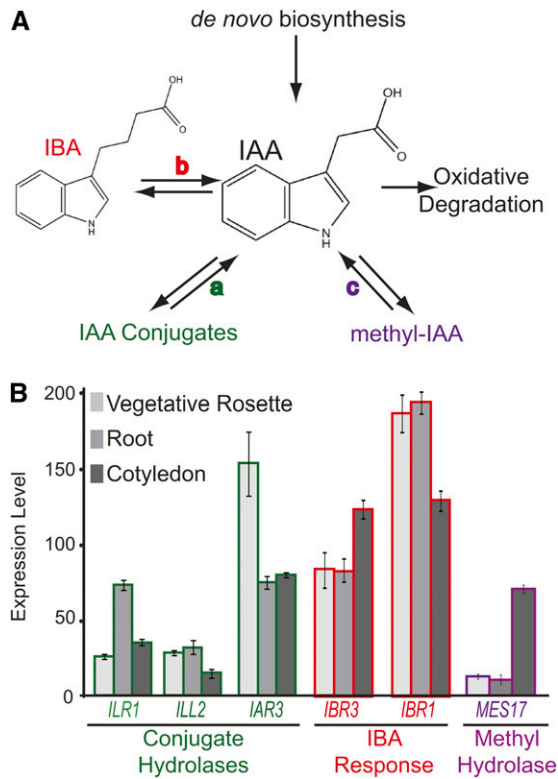 A
de novo biosynthesis
OH
O
IBA
N
H
b
IAA
OH
O
N
H
Oxidative
Degradation
a
c
IAA Conjugates
methyl-IAA
B
200
150
100
50
0
Expression Level
Vegetative Rosette
Root
Cotyledon
ILR1 ILL2 IAR3 IBR3 IBR1 MES17
Conjugate
Hydrolases
IBA
Response
Methyl
Hydrolase